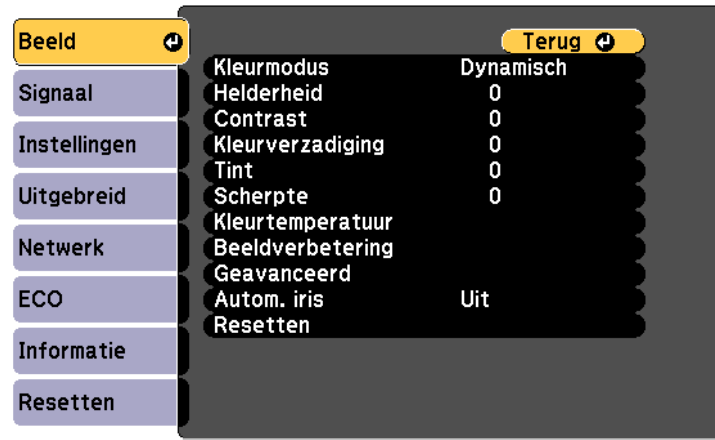 Beeld
Signaal
Instellingen
Uitgebreid
Netwerk
ECO
Informatie
Resetten
Terug
Kleurmodus Dynamisch
Helderheid 0
Contrast 0
Kleurverzadiging 0
Tint 0
Scherpte 0
Kleurtemperatuur
Beeldverbetering
Geavanceerd
Autom. iris Uit
Resetten